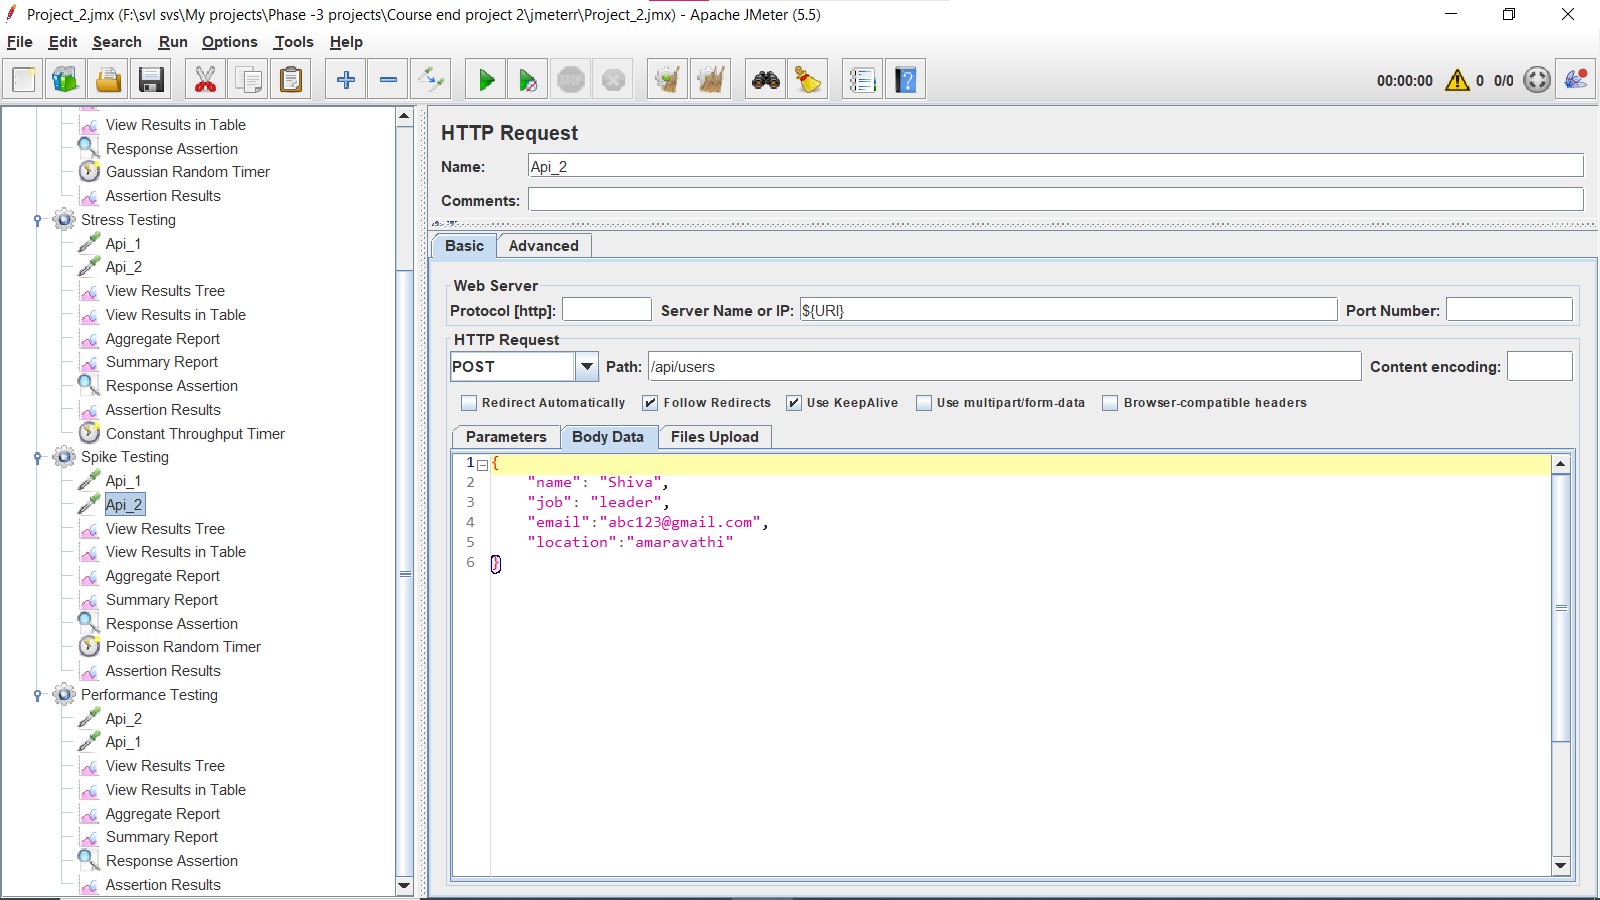 Project_2.jmx (F:\svl svs\My projects\Phase -3 projects\Course end project 2\jmeterr\Project_2.jmx) - Apache JMeter (5.5)
File Edit Search Run Options Tools Help
STOP
00:00:00 0 0/0
View Results in Table
Response Assertion
Gaussian Random Timer
Assertion Results
Stress Testing
Api_1
Api_2
View Results Tree
View Results in Table
Aggregate Report
Summary Report
Response Assertion
Assertion Results
Constant Throughput Timer
Spike Testing
Api_1
Api_2
View Results Tree
View Results in Table
Aggregate Report
Summary Report
Response Assertion
Poisson Random Timer
Assertion Results
Performance Testing
Api_2
Api_1
View Results Tree
View Results in Table
Aggregate Report
Summary Report
Response Assertion
Assertion Results
HTTP Request
Name: Api_2
Comments:
Basic Advanced
Web Server
Protocol [http]: Server Name or IP: ${URI} Port Number:
HTTP Request
POST Path: /api/users Content encoding:
Redirect Automatically Follow Redirects Use KeepAlive Use multipart/form-data Browser-compatible headers
Parameters Body Data Files Upload
1 {
2 "name": "Shiva",
3 "job": "leader",
4 "email":"abc123@gmail.com",
5 "location":"amaravathi"
6 }